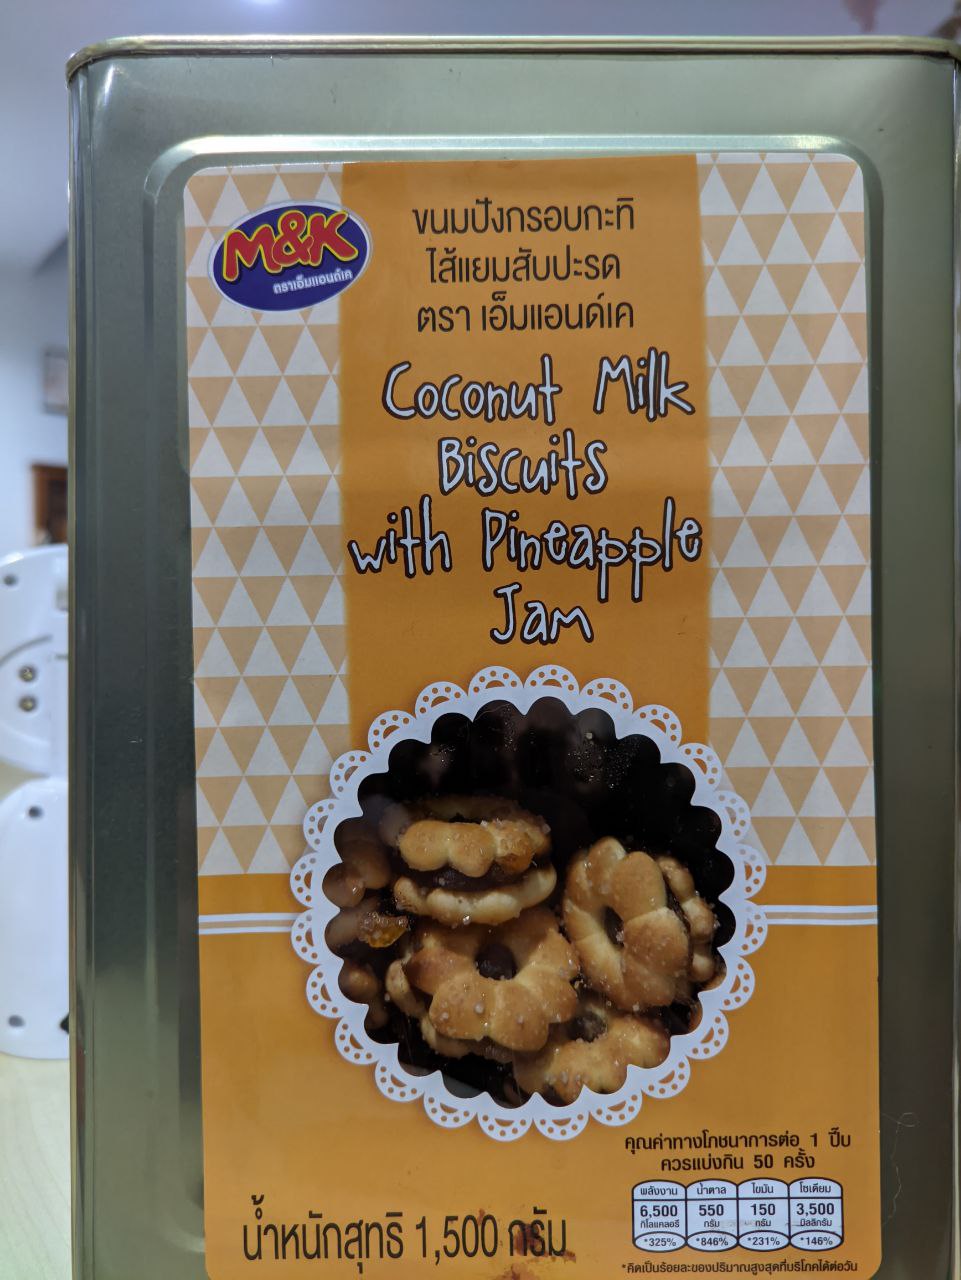 M&K
ตราเอ็มแอนด์เค
ขนมปังกรอบกะทิ
ไส้แยมสับปะรด
ตรา เอ็มแอนด์เค
Coconut Milk
Biscuits
with Pineapple
Jam
คุณค่าทางโภชนาการต่อ 1 ปี๊บ
ควรแบ่งกิน 50 ครั้ง
พลังงาน น้ำตาล ไขมัน โซเดียม
6,500 550 150 3,500
กิโลแคลอรี กรัม กรัม มิลลิกรัม
*325% *846% *231% *146%
*คิดเป็นร้อยละของปริมาณสูงสุดที่บริโภคได้ต่อวัน
น้ำหนักสุทธิ 1,500 กรัม